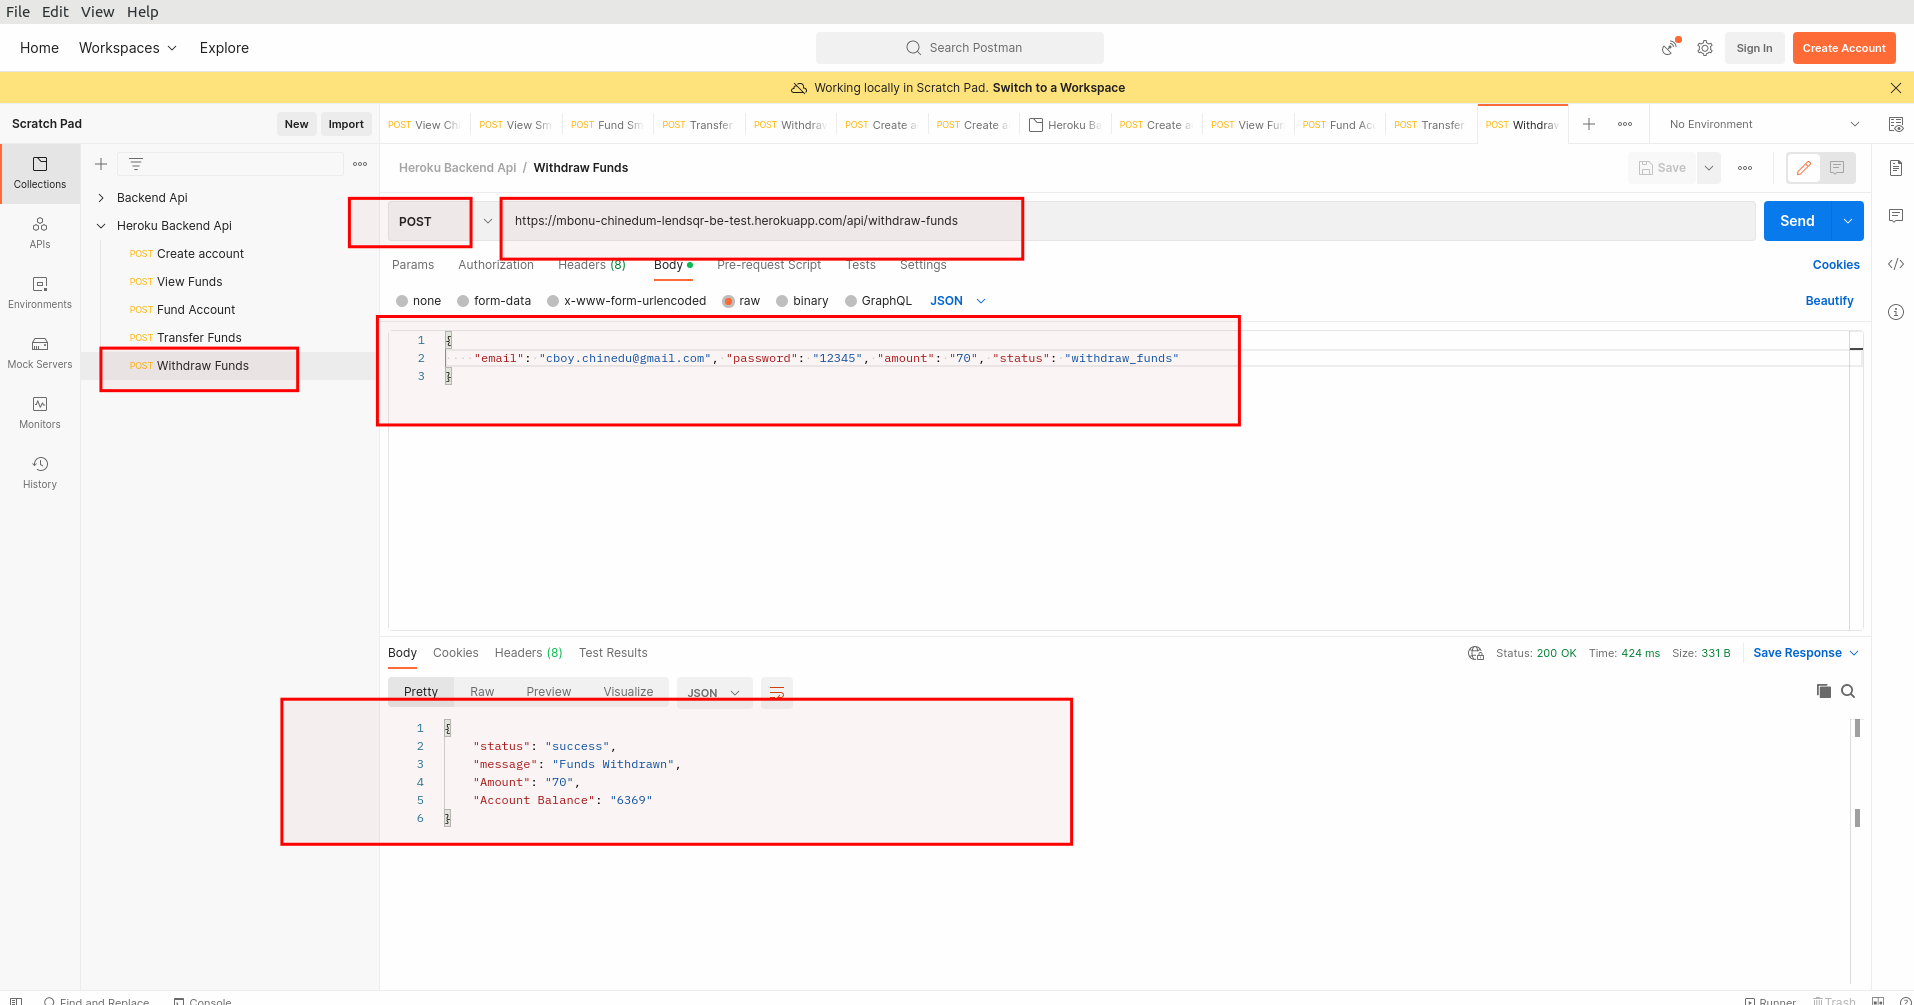 File Edit View Help
Home Workspaces Explore
Search Postman
Sign In Create Account
Working locally in Scratch Pad. Switch to a Workspace
Scratch Pad New Import
POST View Ch POST View Sm POST Fund Sm POST Transfer POST Withdraw POST Create a POST Create a Heroku Ba POST Create a POST View Fun POST Fund Acc POST Transfer POST Withdraw No Environment
Collections
APIs
Environments
Mock Servers
Monitors
History
Backend Api
Heroku Backend Api
POST Create account
POST View Funds
POST Fund Account
POST Transfer Funds
POST Withdraw Funds
Heroku Backend Api / Withdraw Funds Save
POST https://mbonu-chinedum-lendsqr-be-test.herokuapp.com/api/withdraw-funds Send
Params Authorization Headers (8) Body Pre-request Script Tests Settings Cookies
none form-data x-www-form-urlencoded raw binary GraphQL JSON Beautify
1 {
2 "email": "cboy.chinedu@gmail.com", "password": "12345", "amount": "70", "status": "withdraw_funds"
3 }
Body Cookies Headers (8) Test Results Status: 200 OK Time: 424 ms Size: 331 B Save Response
Pretty Raw Preview Visualize JSON
1 {
2 "status": "success",
3 "message": "Funds Withdrawn",
4 "Amount": "70",
5 "Account Balance": "6369"
6 }
Find and Replace Console Runner Trash